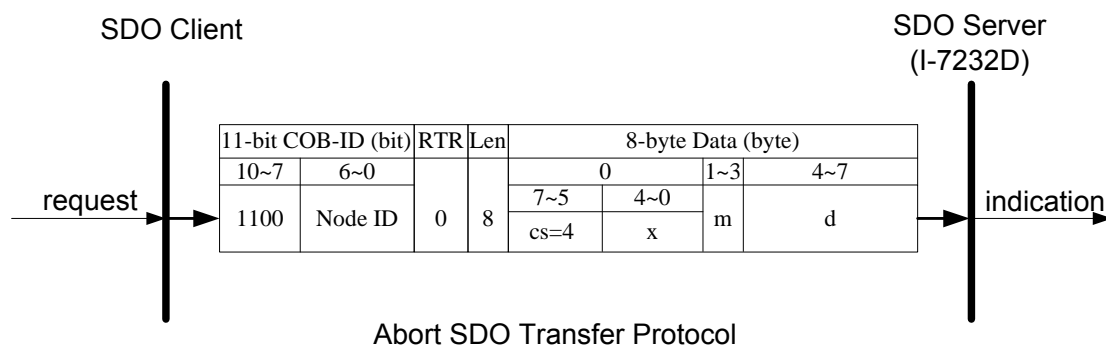 SDO Client
SDO Server
(I-7232D)
11-bit COB-ID (bit) RTR Len 8-byte Data (byte)
10~7 6~0 0 1~3 4~7
7~5 4~0
request 1100 Node ID 0 8 m d indication
cs=4 x
Abort SDO Transfer Protocol